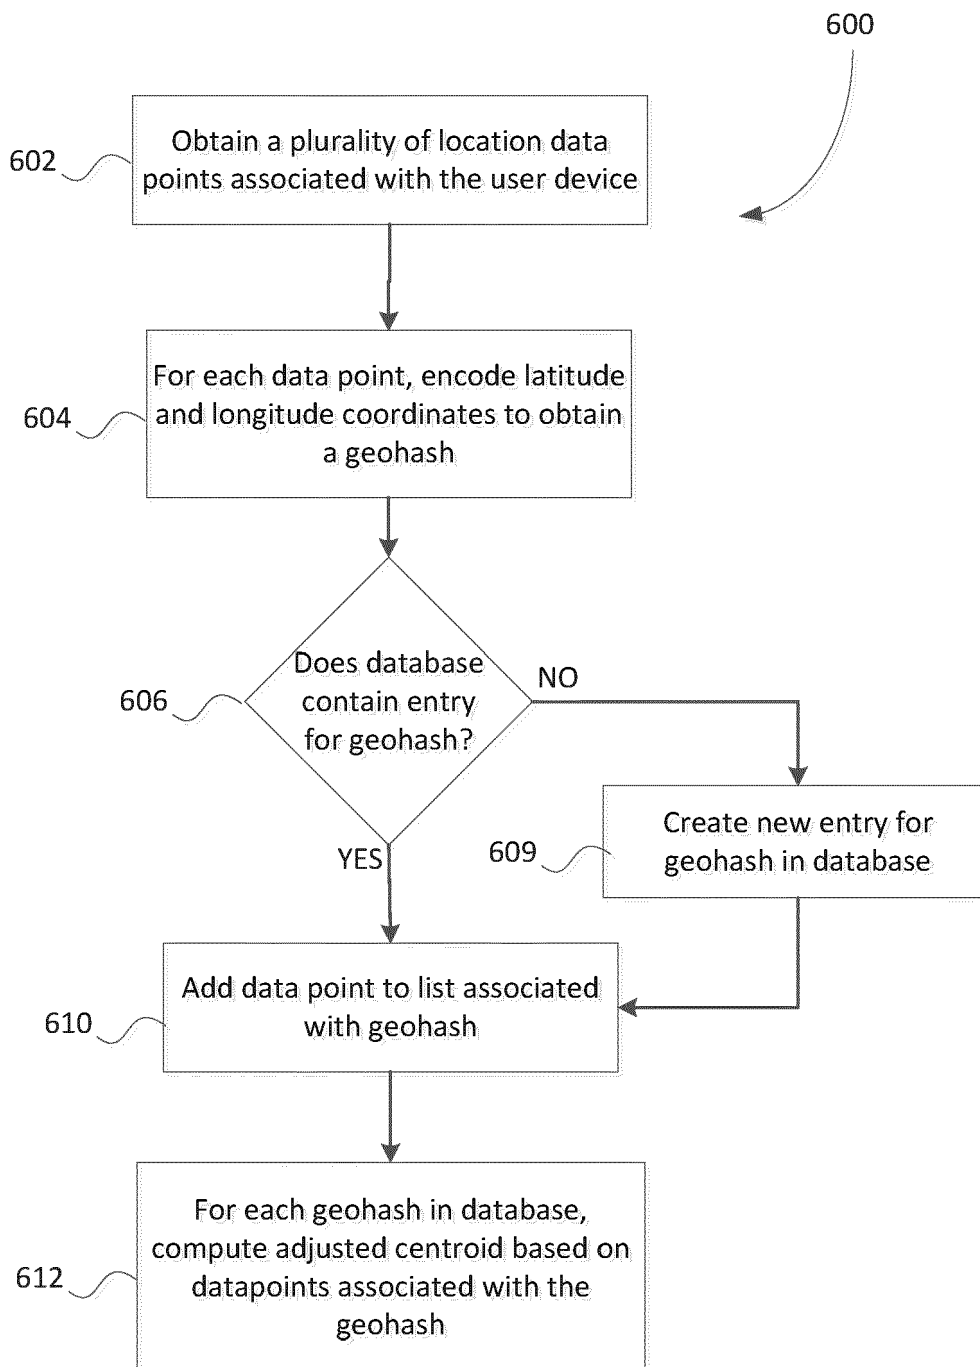 600
602
Obtain a plurality of location data
points associated with the user device
604
For each data point, encode latitude
and longitude coordinates to obtain
a geohash
606
Does database
contain entry
for geohash?
NO
YES
609
Create new entry for
geohash in database
610
Add data point to list associated
with geohash
612
For each geohash in database,
compute adjusted centroid based on
datapoints associated with the
geohash